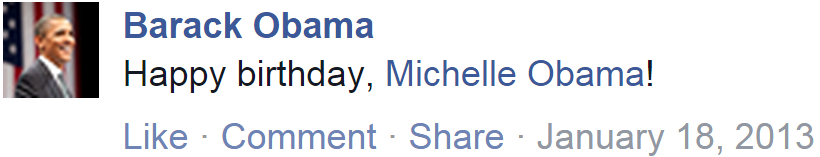 Barack Obama
Happy birthday, Michelle Obama!
Like · Comment · Share · January 18, 2013